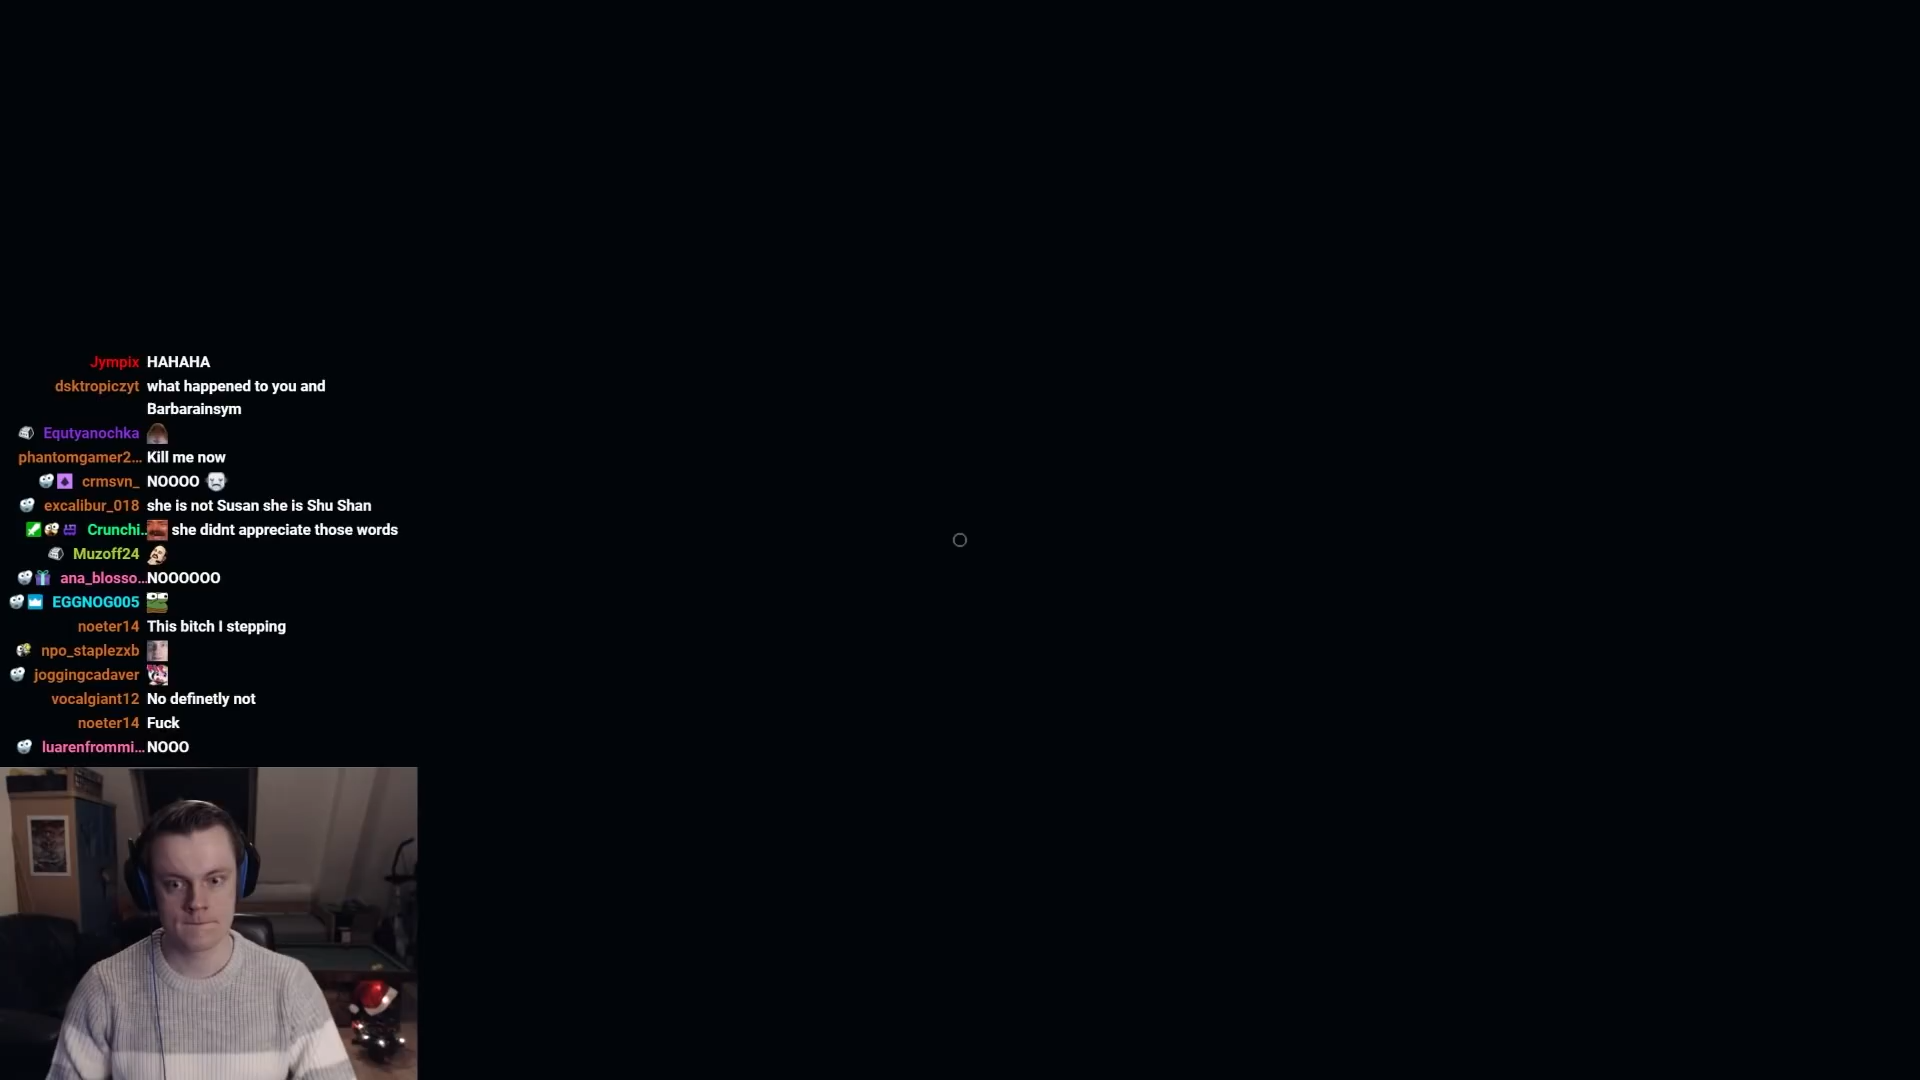 Jympix HAHAHA
dsktropiczyt what happened to you and
Barbarainsym
Equtyanochka
phantomgamer2... Kill me now
crmsvn_ NOOOO
excalibur_018 she is not Susan she is Shu Shan
Crunchi... she didnt appreciate those words
Muzoff24
ana_blosso... NOOOOOO
EGGNOG005
noeter14 This bitch I stepping
npo_staplezxb
joggingcadaver
vocalgiant12 No definetly not
noeter14 Fuck
luarenfrommi... NOOO